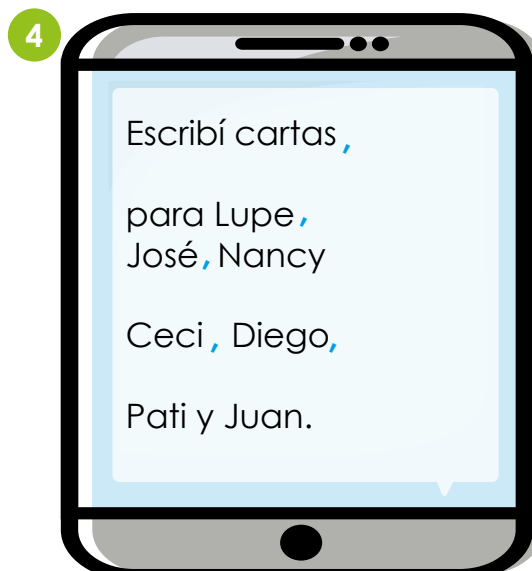 4
Escribí cartas,
para Lupe,
José, Nancy
Ceci, Diego,
Pati y Juan.